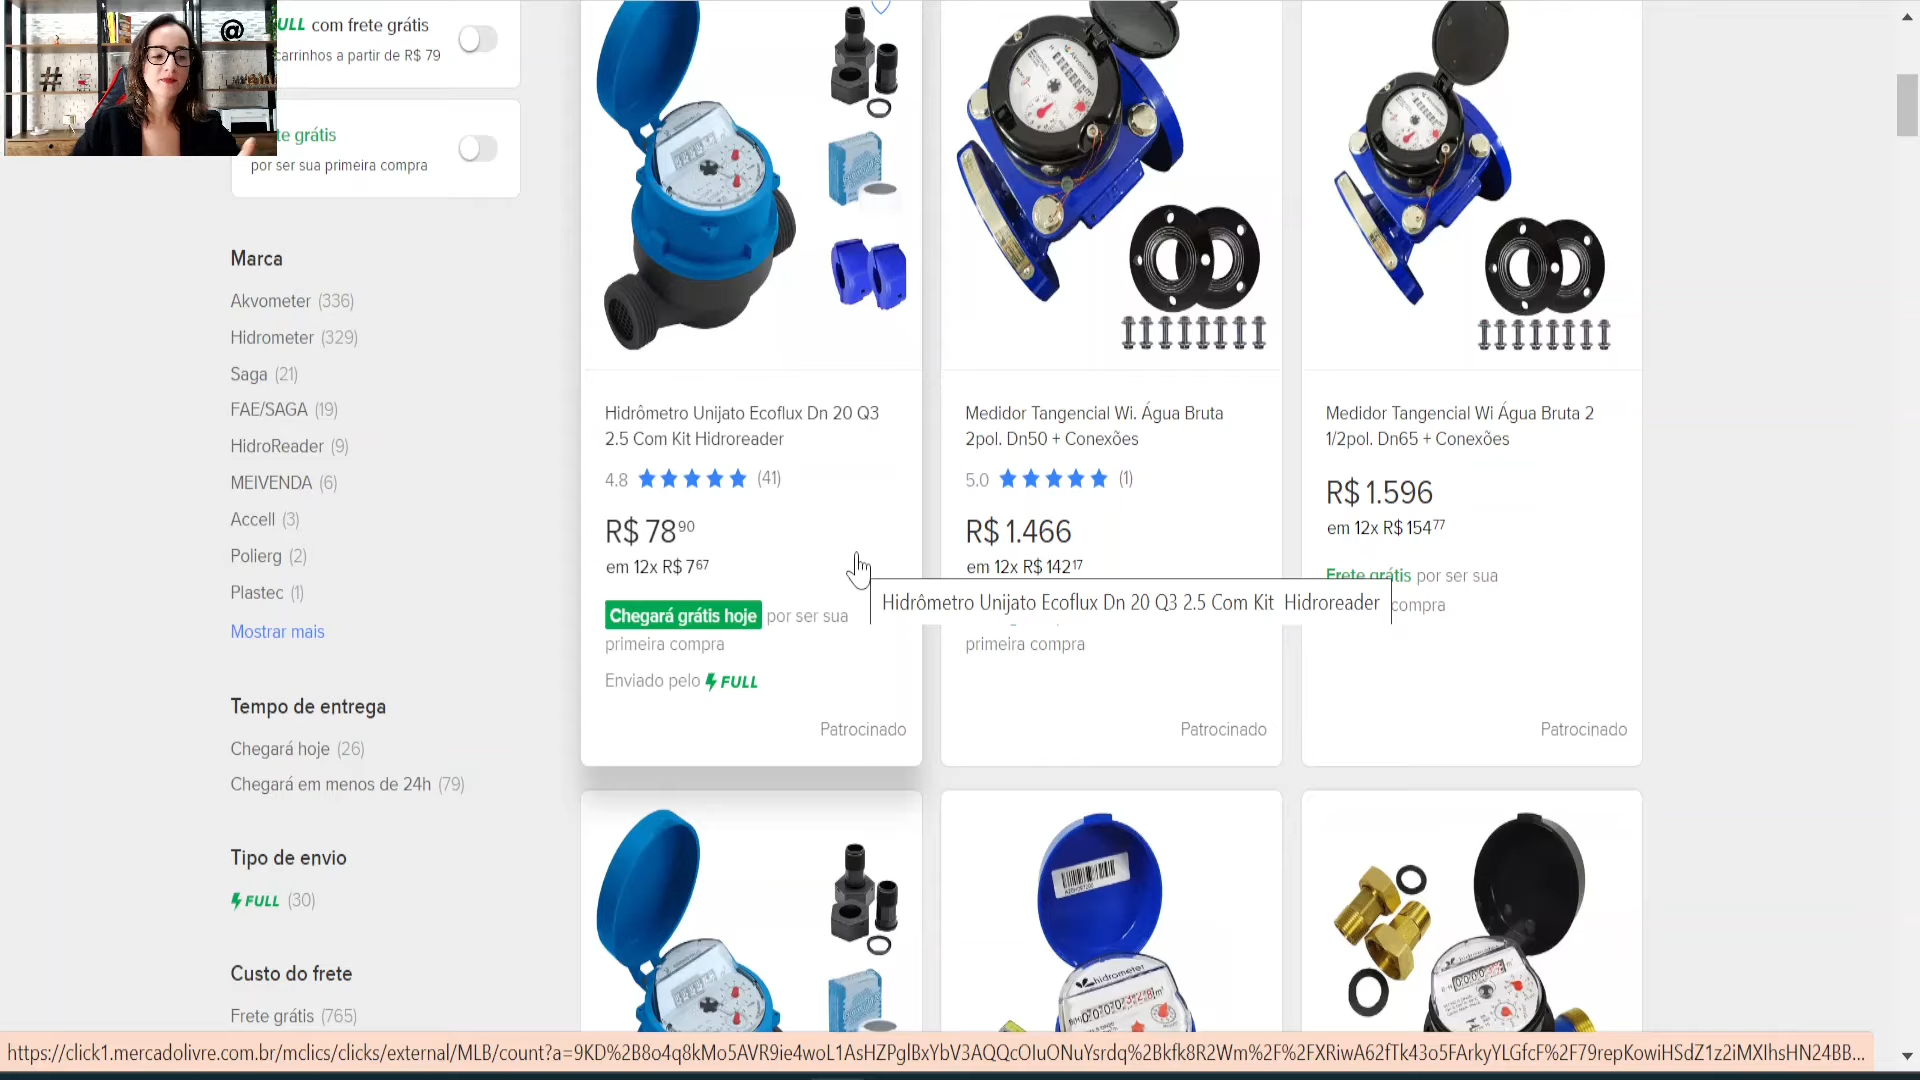 ULL com frete grátis
carrinhos a partir de R$ 79
te grátis
por ser sua primeira compra
Marca
Akvometer (336)
Hidrometer (329)
Saga (21)
FAE/SAGA (19)
HidroReader (9)
MEIVENDA (6)
Accell (3)
Polierg (2)
Plastec (1)
Mostrar mais
Tempo de entrega
Chegará hoje (26)
Chegará em menos de 24h (79)
Tipo de envio
FULL (30)
Custo do frete
Frete grátis (765)
Hidrômetro Unijato Ecoflux Dn 20 Q3
2.5 Com Kit Hidroreader
4.8 (41)
R$ 78 90
em 12x R$ 7 67
Chegará grátis hoje por ser sua
primeira compra
Enviado pelo FULL
Patrocinado
Medidor Tangencial Wi. Água Bruta
2pol. Dn50 + Conexões
5.0 (1)
R$ 1.466
em 12x R$ 142 17
primeira compra
Patrocinado
Medidor Tangencial Wi Água Bruta 2
1/2pol. Dn65 + Conexões
R$ 1.596
em 12x R$ 154 77
Frete grátis por ser sua
compra
Patrocinado
Hidrômetro Unijato Ecoflux Dn 20 Q3 2.5 Com Kit Hidroreader
hidrometer
https://click1.mercadolivre.com.br/mclics/clicks/external/MLB/count?a=9KD%2B8o4q8kMo5AVR9ie4woL1AsHZPglBxYbV3AQQcOIuONuYsrdq%2Bkfk8R2Wm%2F%2FXRiwA62fTk43o5FArkyYLGfcF%2F79repKowiHSdZ1z2iMXIhsHN24BB...